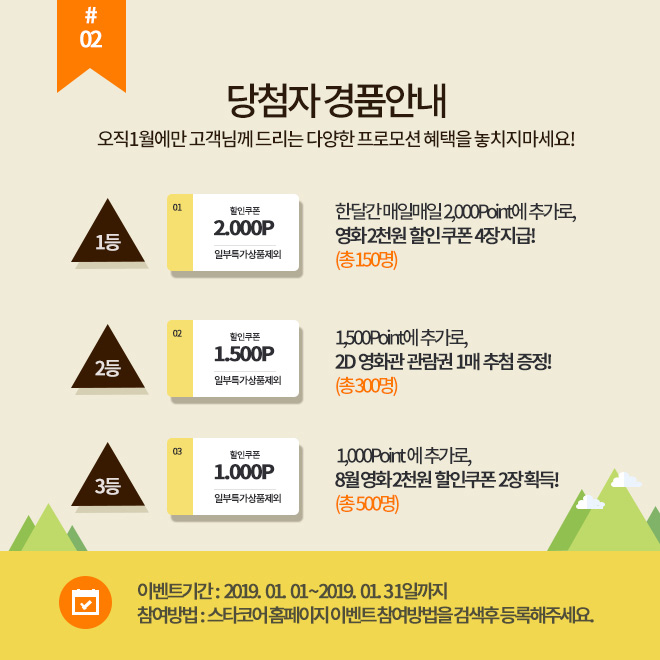 #
02
당첨자 경품안내
오직1월에만 고객님께 드리는 다양한 프로모션 혜택을 놓치지마세요!
1등
01
할인쿠폰
2.000P
일부특가상품제외
한달간 매일매일 2,000Point에 추가로,
영화 2천원 할인 쿠폰 4장 지급!
(총 150명)
2등
02
할인쿠폰
1.500P
일부특가상품제외
1,500Point에 추가로,
2D 영화관 관람권 1매 추첨 증정!
(총 300명)
3등
03
할인쿠폰
1.000P
일부특가상품제외
1,000Point 에 추가로,
8월 영화 2천원 할인쿠폰 2장 획득!
(총 500명)
이벤트기간 : 2019. 01. 01 ~ 2019. 01. 31일까지
참여방법 : 스타코어 홈페이지 이벤트 참여방법을 검색후 등록해주세요.